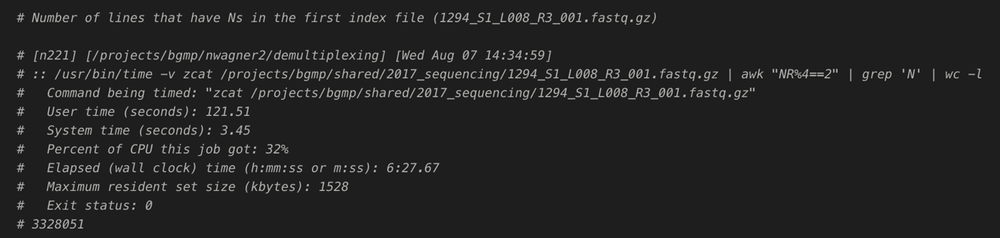 # Number of lines that have Ns in the first index file (1294_S1_L008_R3_001.fastq.gz)
# [n221] [/projects/bgmp/nwagner2/demultiplexing] [Wed Aug 07 14:34:59]
# :: /usr/bin/time -v zcat /projects/bgmp/shared/2017_sequencing/1294_S1_L008_R3_001.fastq.gz | awk "NR%4==2" | grep 'N' | wc -l
#   Command being timed: "zcat /projects/bgmp/shared/2017_sequencing/1294_S1_L008_R3_001.fastq.gz"
#   User time (seconds): 121.51
#   System time (seconds): 3.45
#   Percent of CPU this job got: 32%
#   Elapsed (wall clock) time (h:mm:ss or m:ss): 6:27.67
#   Maximum resident set size (kbytes): 1528
#   Exit status: 0
# 3328051